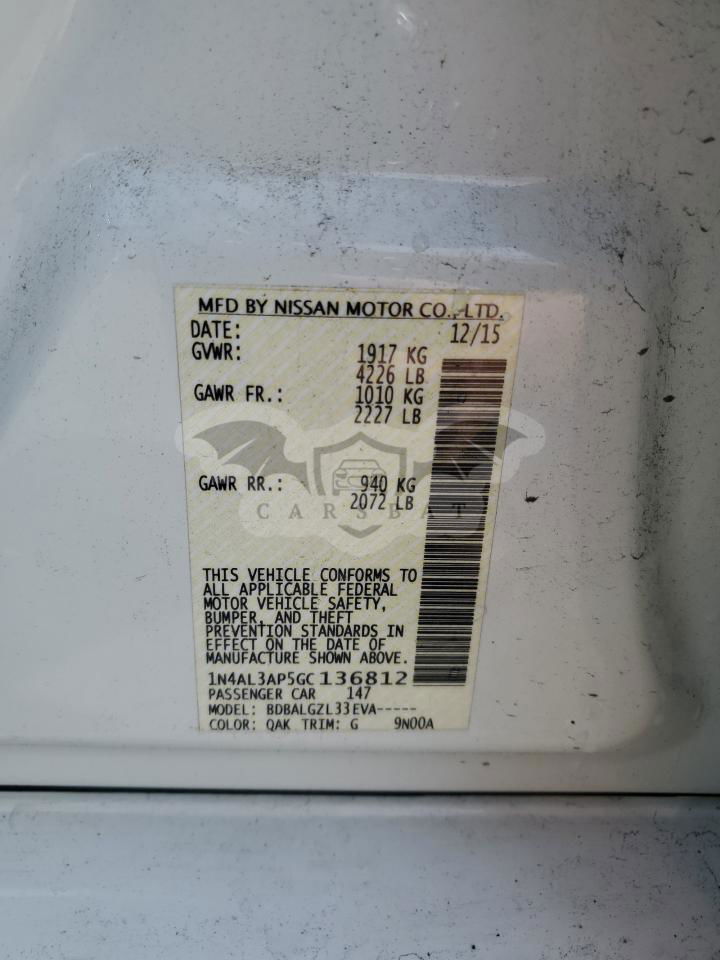 MFD BY NISSAN MOTOR CO.,LTD.
DATE: 12/15
GVWR: 1917 KG
4226 LB
GAWR FR.: 1010 KG
2227 LB
GAWR RR.: 940 KG
2072 LB
CARSBAT
THIS VEHICLE CONFORMS TO
ALL APPLICABLE FEDERAL
MOTOR VEHICLE SAFETY,
BUMPER, AND THEFT
PREVENTION STANDARDS IN
EFFECT ON THE DATE OF
MANUFACTURE SHOWN ABOVE.
1N4AL3AP5GC136812
PASSENGER CAR 147
MODEL: BDBALGZL33EVA-----
COLOR: QAK TRIM: G 9N00A